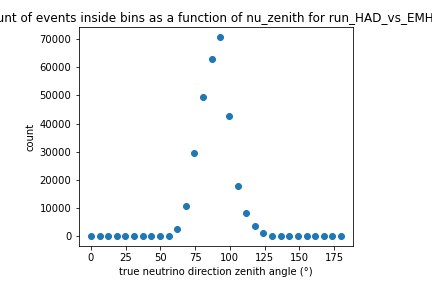 unt of events inside bins as a function of nu_zenith for run_HAD_vs_EMH
70000
60000
50000
40000
30000
20000
10000
0
count
0 25 50 75 100 125 150 175
true neutrino direction zenith angle (°)